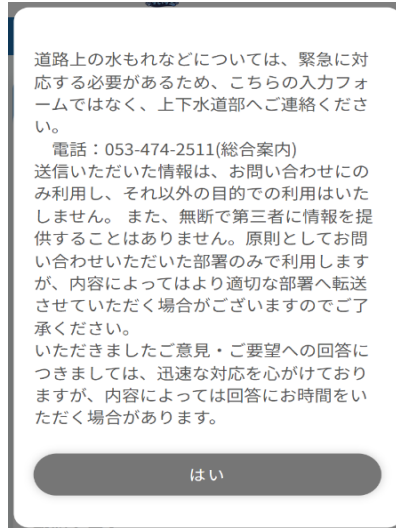 道路上の水もれなどについては、緊急に対
応する必要があるため、こちらの入力フォ
ームではなく、上下水道部へご連絡くださ
い。
　電話：053-474-2511(総合案内)
送信いただいた情報は、お問い合わせにの
み利用し、それ以外の目的での利用はいた
しません。 また、無断で第三者に情報を提
供することはありません。原則としてお問
い合わせいただいた部署のみで利用します
が、内容によってはより適切な部署へ転送
させていただく場合がございますのでご了
承ください。
いただきましたご意見・ご要望への回答に
つきましては、迅速な対応を心がけており
ますが、内容によっては回答にお時間をい
ただく場合があります。
はい